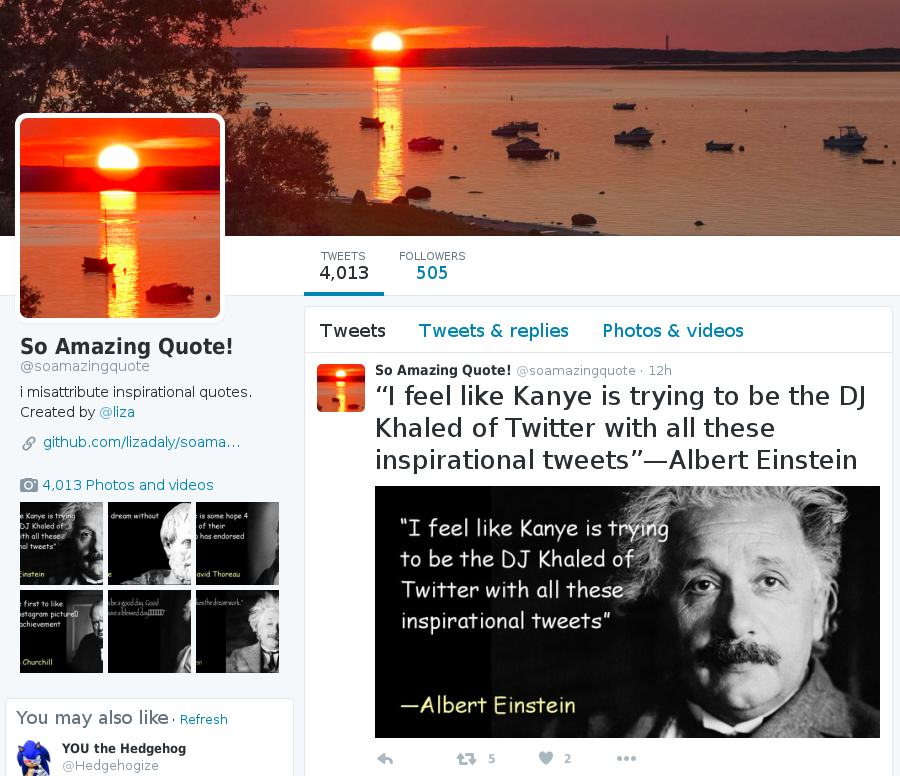 TWEETS
4,013
FOLLOWERS
505
So Amazing Quote!
@soamazingquote
i misattribute inspirational quotes.
Created by @liza
github.com/lizadaly/soama…
4,013 Photos and videos
e Kanye is trying
DJ Khaled of
ith all these
nal tweets”
Einstein
dream without
e
e is some hope 4
of their
o has endorsed
avid Thoreau
e first to like
nstagram picture
achievement
Churchill
be a good day. Good
ave a blessed day
kes the dream work.”
ein
You may also like · Refresh
YOU the Hedgehog
@Hedgehogize
Tweets
Tweets & replies
Photos & videos
So Amazing Quote! @soamazingquote · 12h
“I feel like Kanye is trying to be the DJ
Khaled of Twitter with all these
inspirational tweets”—Albert Einstein
“I feel like Kanye is trying
to be the DJ Khaled of
Twitter with all these
inspirational tweets”
—Albert Einstein
5
2